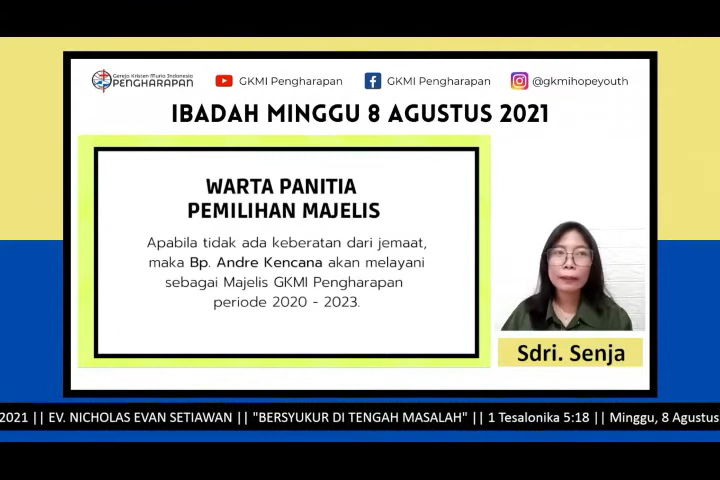 Gereja Kristen Muria Indonesia
PENGHARAPAN
GKMI Pengharapan
GKMI Pengharapan
@gkmihopeyouth
IBADAH MINGGU 8 AGUSTUS 2021
WARTA PANITIA
PEMILIHAN MAJELIS
Apabila tidak ada keberatan dari jemaat,
maka Bp. Andre Kencana akan melayani
sebagai Majelis GKMI Pengharapan
periode 2020 - 2023.
Sdri. Senja
2021 || EV. NICHOLAS EVAN SETIAWAN || "BERSYUKUR DI TENGAH MASALAH" || 1 Tesalonika 5:18 || Minggu, 8 Agustus